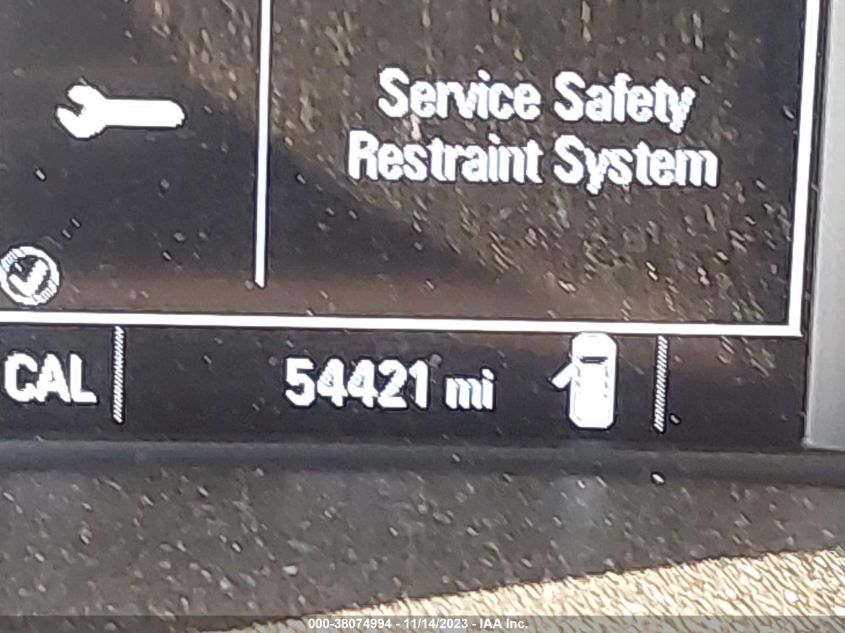 Service Safety
Restraint System
CAL
54421 mi
000-38074994 - 11/14/2023 - IAA Inc.